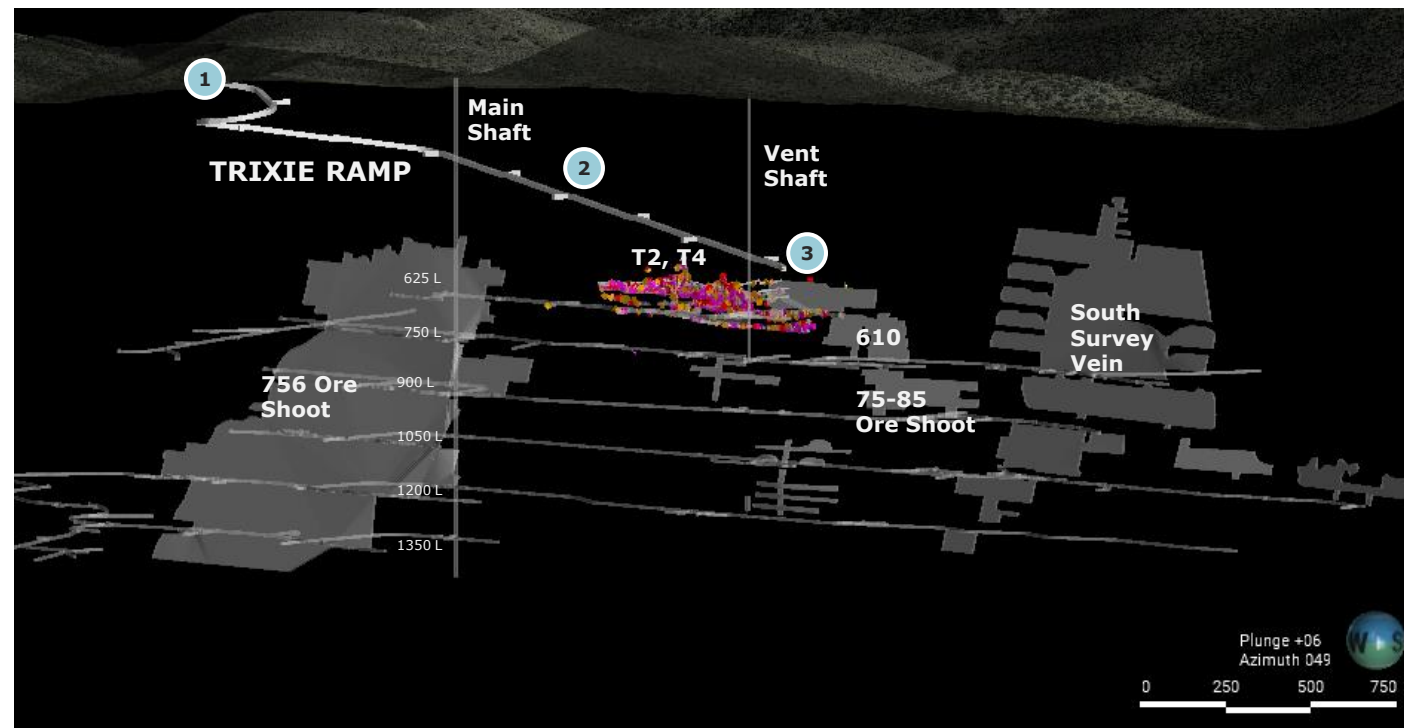 1
Main
Shaft
TRIXIE RAMP
2
Vent
Shaft
3
T2, T4
625 L
750 L
610
South
Survey
Vein
756 Ore
Shoot
900 L
75-85
Ore Shoot
1050 L
1200 L
1350 L
Plunge +06
Azimuth 049
W S
0 250 500 750